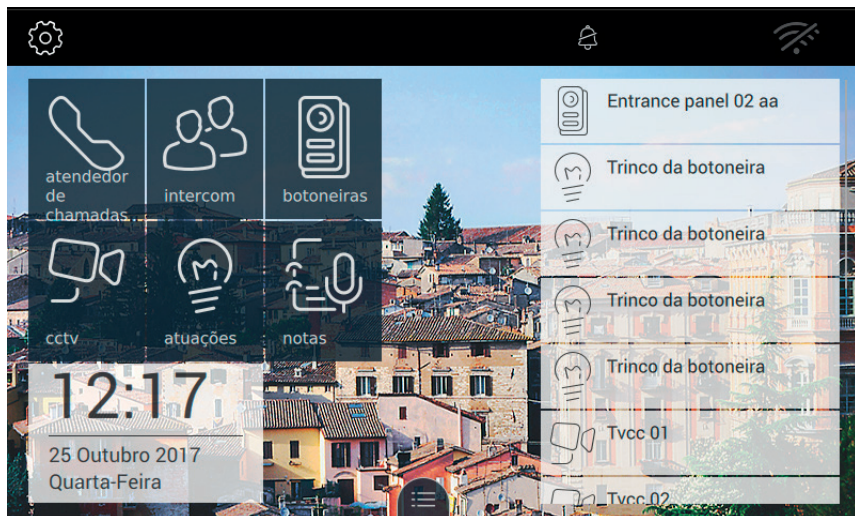 atendedor
de
chamadas
intercom
botoneiras
cctv
atuações
notas
12:17
25 Outubro 2017
Quarta-Feira
Entrance panel 02 aa
Trinco da botoneira
Trinco da botoneira
Trinco da botoneira
Trinco da botoneira
Tvcc 01
Tvcc 02